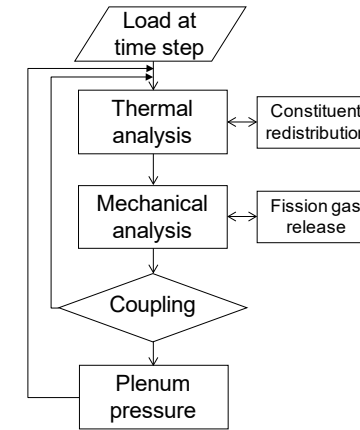 Load at
time step
Thermal
analysis
Constituent
redistribution
Mechanical
analysis
Fission gas
release
Coupling
Plenum
pressure